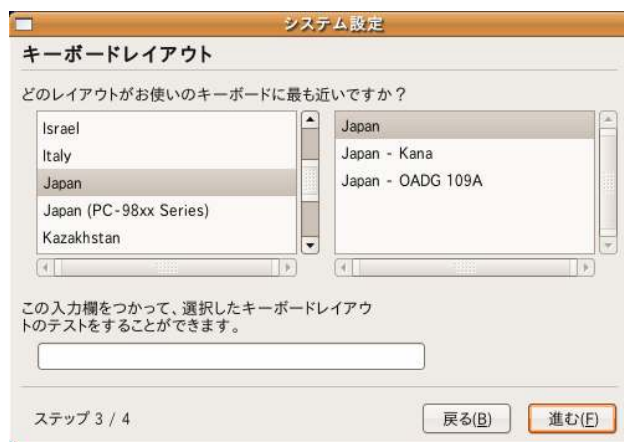 システム設定
キーボードレイアウト
どのレイアウトがお使いのキーボードに最も近いですか？
Israel
Italy
Japan
Japan (PC-98xx Series)
Kazakhstan
Japan
Japan - Kana
Japan - OADG 109A
この入力欄をつかって、選択したキーボードレイアウ
トのテストをすることができます。
ステップ 3 / 4
戻る(B)
進む(F)